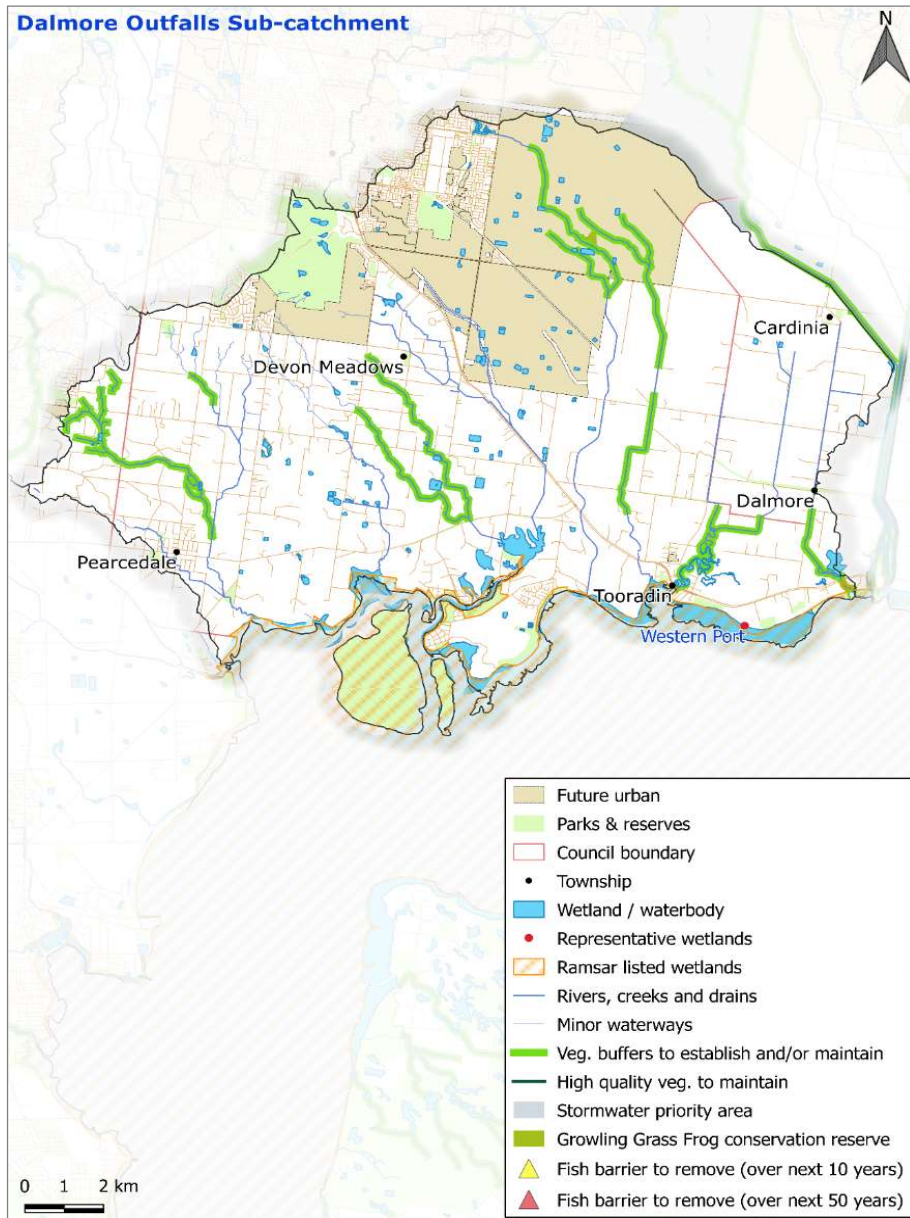 Dalmore Outfalls Sub-catchment
N
Cardinia
Devon Meadows
Dalmore
Pearcedale
Tooradin
Western Port
Future urban
Parks & reserves
Council boundary
Township
Wetland / waterbody
Representative wetlands
Ramsar listed wetlands
Rivers, creeks and drains
Minor waterways
Veg. buffers to establish and/or maintain
High quality veg. to maintain
Stormwater priority area
Growling Grass Frog conservation reserve
Fish barrier to remove (over next 10 years)
Fish barrier to remove (over next 50 years)
0 1 2 km